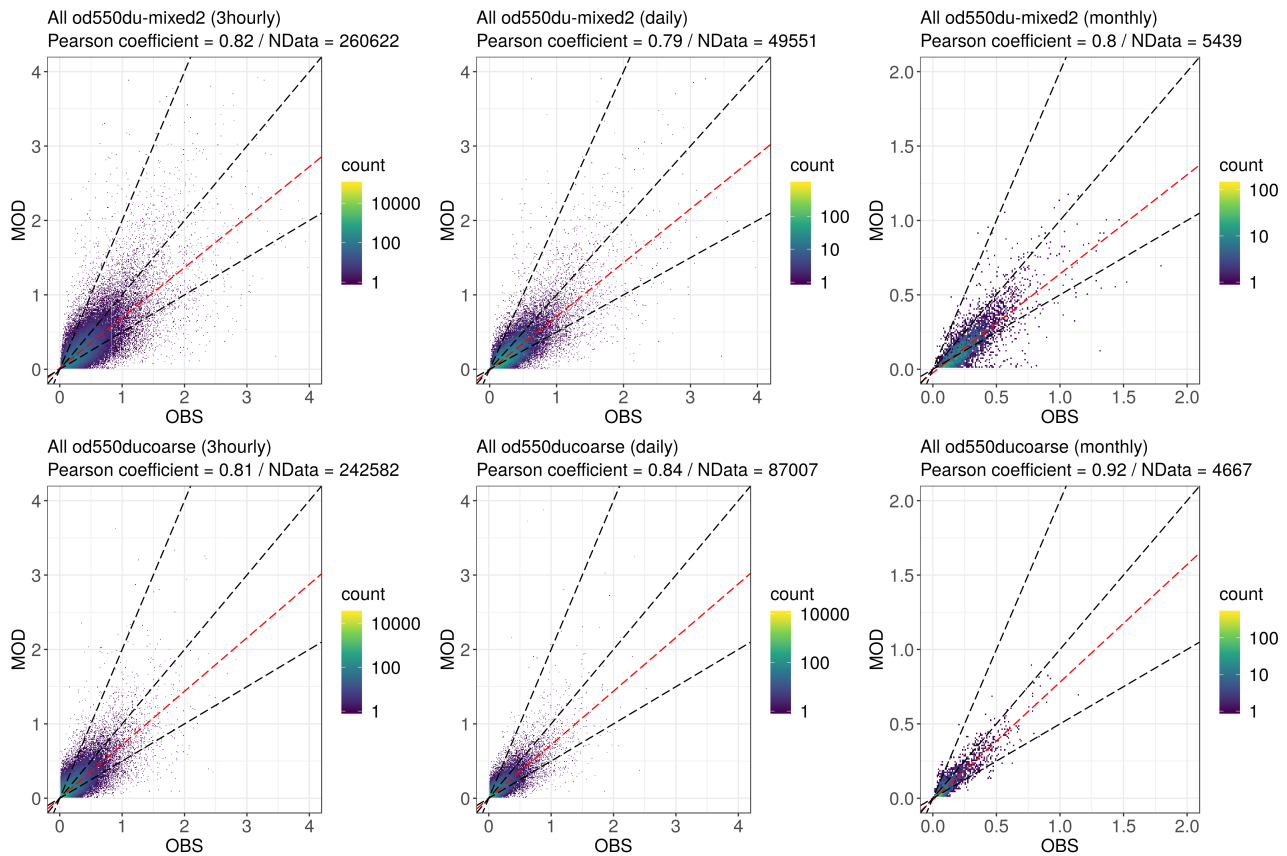 All od550du-mixed2 (3hourly)
Pearson coefficient = 0.82 / NData = 260622
4
3
2
1
0
MOD
0 1 2 3 4
OBS
count
10000
100
1
All od550du-mixed2 (daily)
Pearson coefficient = 0.79 / NData = 49551
4
3
2
1
0
MOD
0 1 2 3 4
OBS
count
100
10
1
All od550du-mixed2 (monthly)
Pearson coefficient = 0.8 / NData = 5439
2.0
1.5
1.0
0.5
0.0
MOD
0.0 0.5 1.0 1.5 2.0
OBS
count
100
10
1
All od550ducoarse (3hourly)
Pearson coefficient = 0.81 / NData = 242582
4
3
2
1
0
MOD
0 1 2 3 4
OBS
count
10000
100
1
All od550ducoarse (daily)
Pearson coefficient = 0.84 / NData = 87007
4
3
2
1
0
MOD
0 1 2 3 4
OBS
count
10000
100
1
All od550ducoarse (monthly)
Pearson coefficient = 0.92 / NData = 4667
2.0
1.5
1.0
0.5
0.0
MOD
0.0 0.5 1.0 1.5 2.0
OBS
count
100
10
1